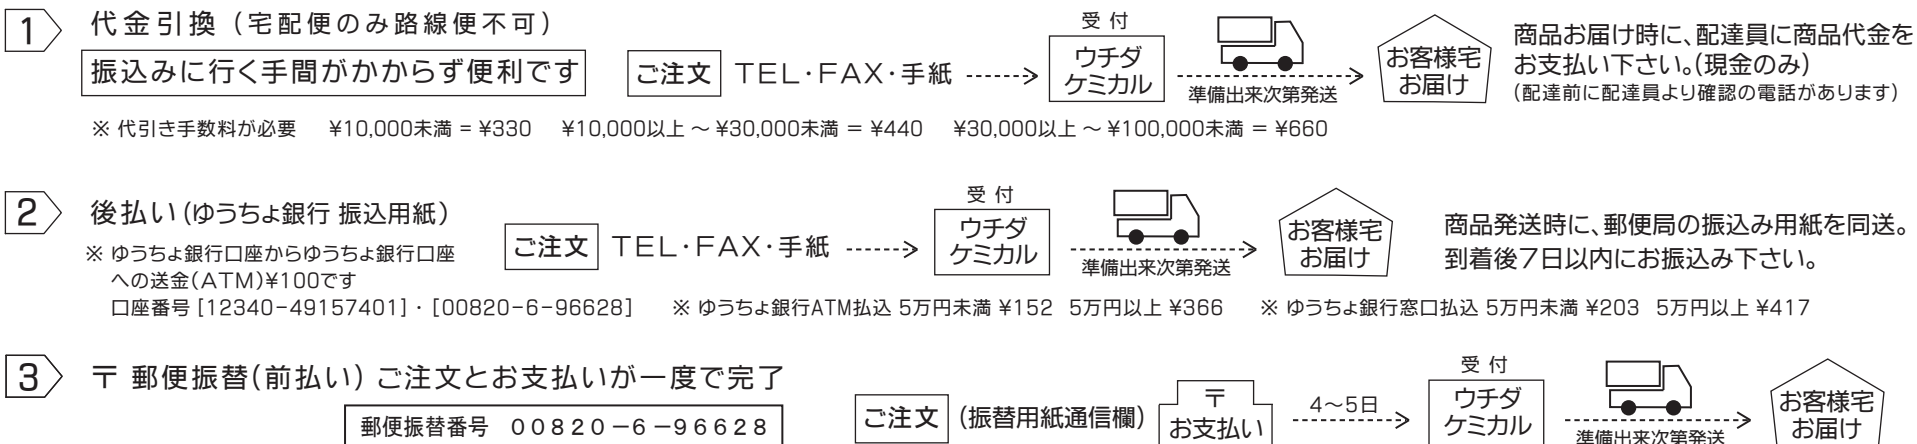 1 代金引換（宅配便のみ路線便不可）
振込みに行く手間がかからず便利です
ご注文 TEL・FAX・手紙
受付
ウチダ
ケミカル
準備出来次第発送
お客様宅
お届け
商品お届け時に、配達員に商品代金を
お支払い下さい。(現金のみ)
(配達前に配達員より確認の電話があります)
※ 代引き手数料が必要 ¥10,000未満 = ¥330 ¥10,000以上 ～ ¥30,000未満 = ¥440 ¥30,000以上 ～ ¥100,000未満 = ¥660
2 後払い(ゆうちょ銀行 振込用紙)
※ ゆうちょ銀行口座からゆうちょ銀行口座
への送金(ATM)¥100です
口座番号 [12340-49157401]・[00820-6-96628]
ご注文 TEL・FAX・手紙
受付
ウチダ
ケミカル
準備出来次第発送
お客様宅
お届け
商品発送時に、郵便局の振込み用紙を同送。
到着後7日以内にお振込み下さい。
※ ゆうちょ銀行ATM払込 5万円未満 ¥152 5万円以上 ¥366 ※ ゆうちょ銀行窓口払込 5万円未満 ¥203 5万円以上 ¥417
3 〒 郵便振替(前払い) ご注文とお支払いが一度で完了
郵便振替番号 00820-6-96628
ご注文 (振替用紙通信欄)
〒
お支払い
4～5日
受付
ウチダ
ケミカル
準備出来次第発送
お客様宅
お届け